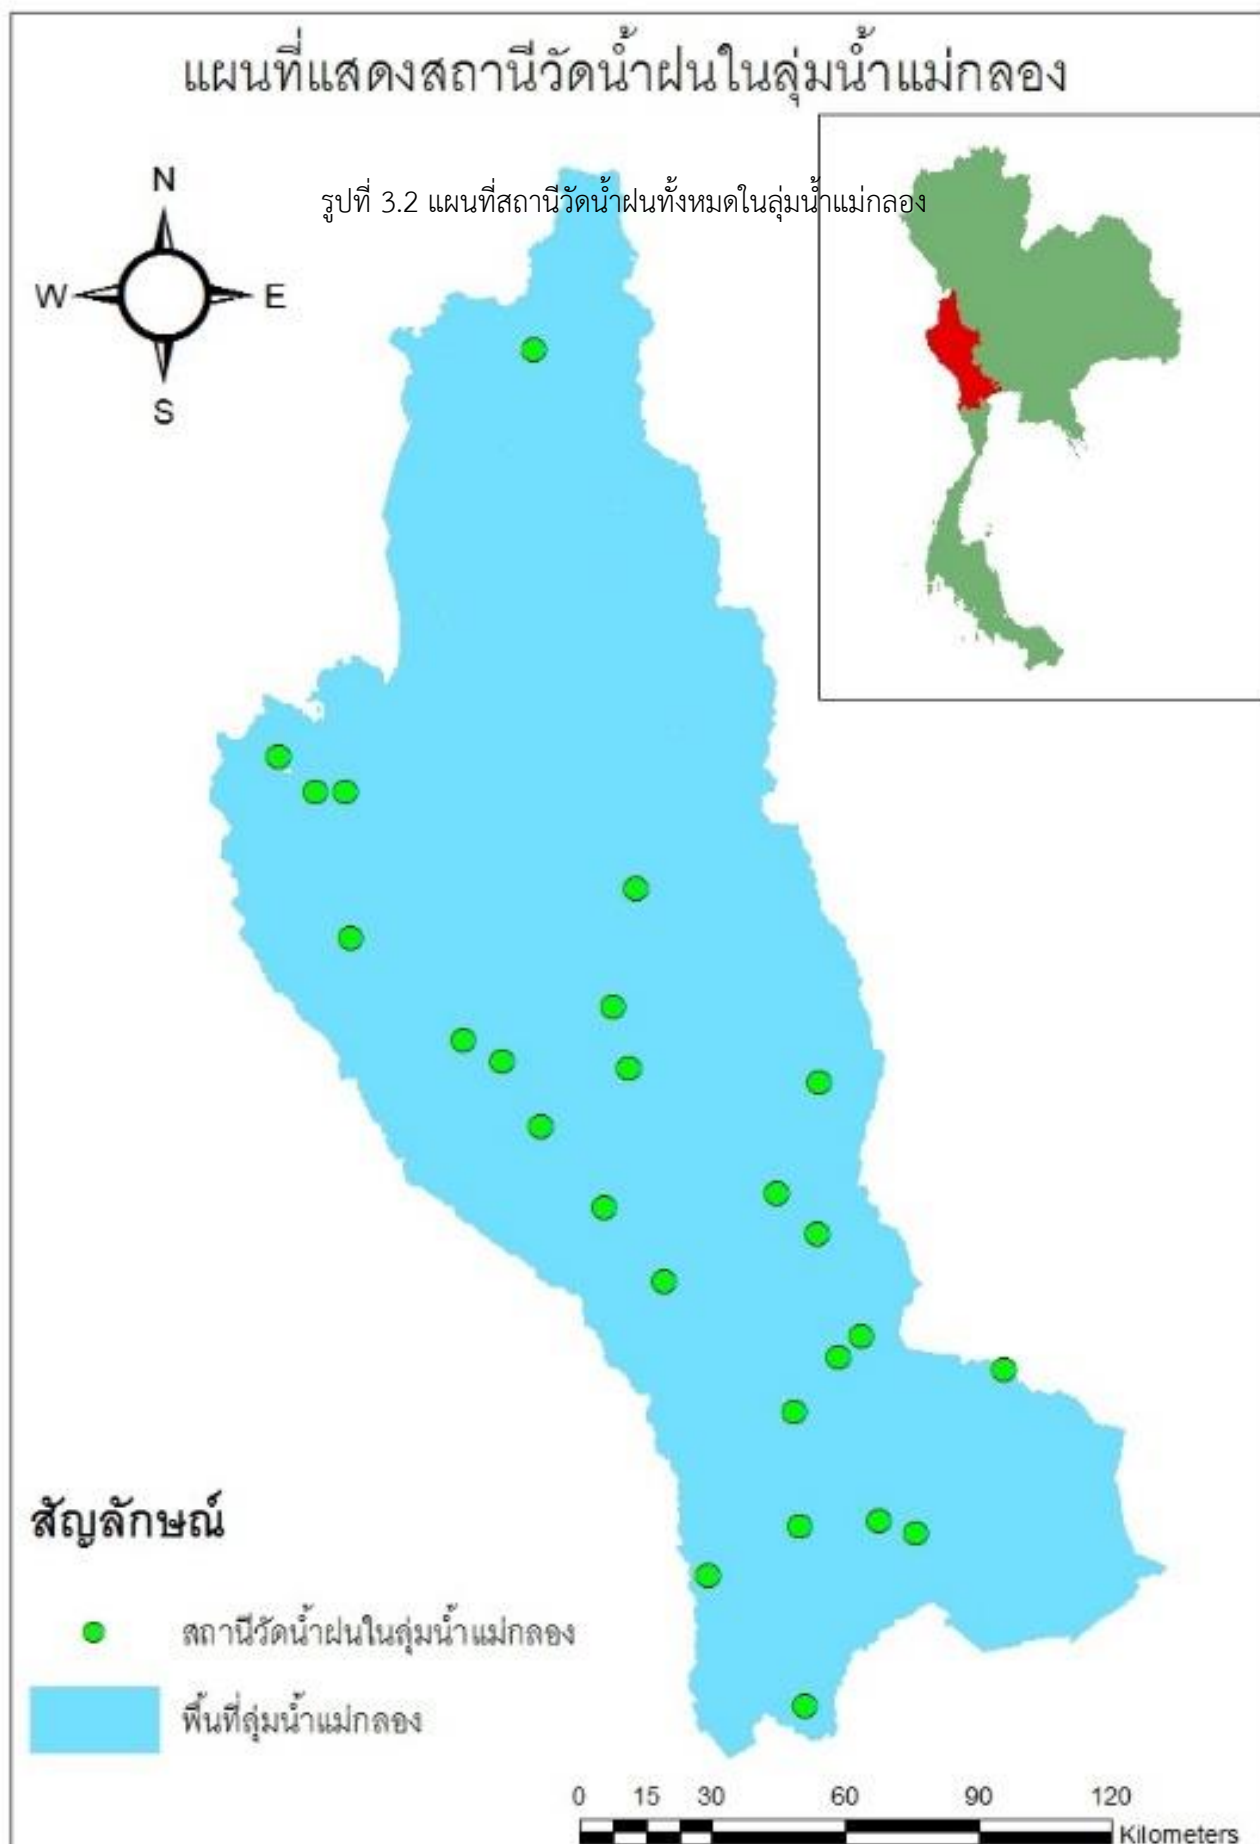 แผนที่แสดงสถานีวัดน้ำฝนในลุ่มน้ำแม่กลอง
รูปที่ 3.2 แผนที่สถานีวัดน้ำฝนทั้งหมดในลุ่มน้ำแม่กลอง
N
W E
S
สัญลักษณ์
สถานีวัดน้ำฝนในลุ่มน้ำแม่กลอง
พื้นที่ลุ่มน้ำแม่กลอง
0 15 30 60 90 120
Kilometers